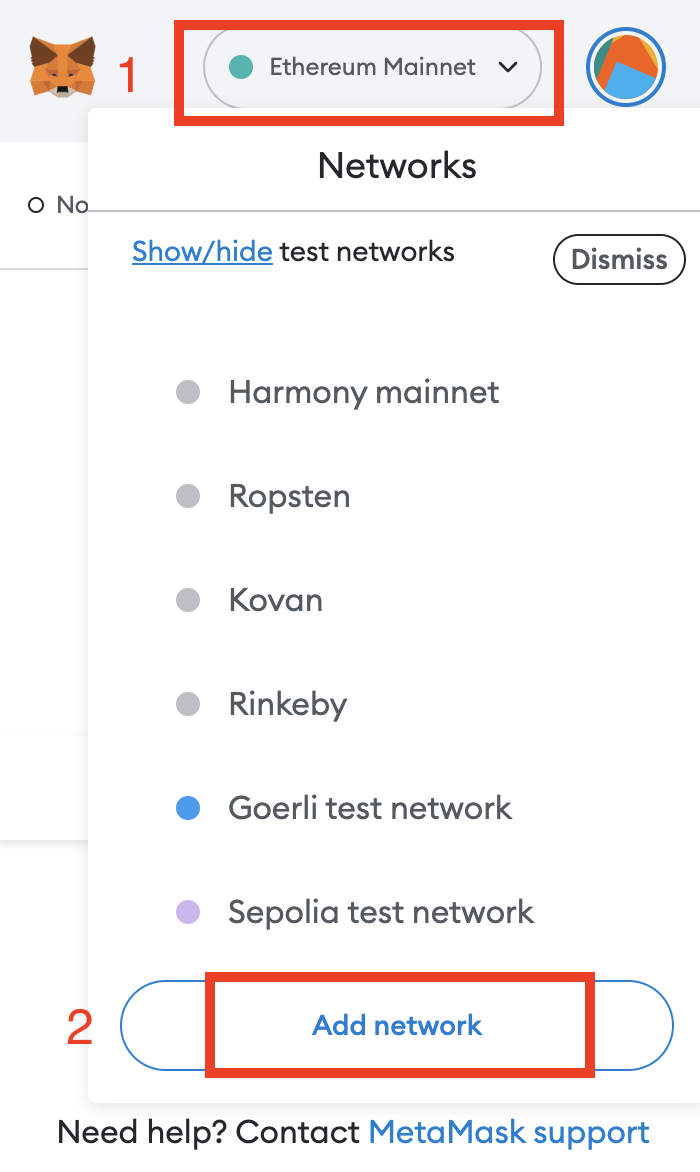 1
Ethereum Mainnet
Networks
No
Show/hide test networks
Dismiss
Harmony mainnet
Ropsten
Kovan
Rinkeby
Goerli test network
Sepolia test network
2
Add network
Need help? Contact MetaMask support